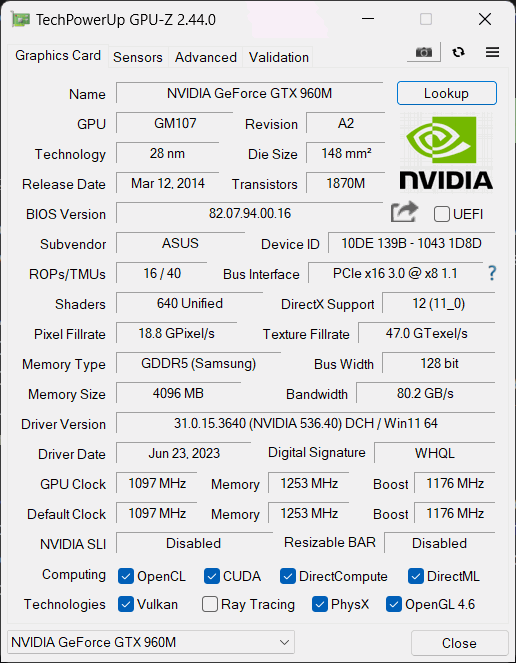 TechPowerUp GPU-Z 2.44.0
Graphics Card Sensors Advanced Validation
Name NVIDIA GeForce GTX 960M Lookup
GPU GM107 Revision A2
Technology 28 nm Die Size 148 mm²
Release Date Mar 12, 2014 Transistors 1870M
NVIDIA
BIOS Version 82.07.94.00.16 UEFI
Subvendor ASUS Device ID 10DE 139B - 1043 1D8D
ROPs/TMUs 16 / 40 Bus Interface PCIe x16 3.0 @ x8 1.1 ?
Shaders 640 Unified DirectX Support 12 (11_0)
Pixel Fillrate 18.8 GPixel/s Texture Fillrate 47.0 GTexel/s
Memory Type GDDR5 (Samsung) Bus Width 128 bit
Memory Size 4096 MB Bandwidth 80.2 GB/s
Driver Version 31.0.15.3640 (NVIDIA 536.40) DCH / Win11 64
Driver Date Jun 23, 2023 Digital Signature WHQL
GPU Clock 1097 MHz Memory 1253 MHz Boost 1176 MHz
Default Clock 1097 MHz Memory 1253 MHz Boost 1176 MHz
NVIDIA SLI Disabled Resizable BAR Disabled
Computing OpenCL CUDA DirectCompute DirectML
Technologies Vulkan Ray Tracing PhysX OpenGL 4.6
NVIDIA GeForce GTX 960M Close